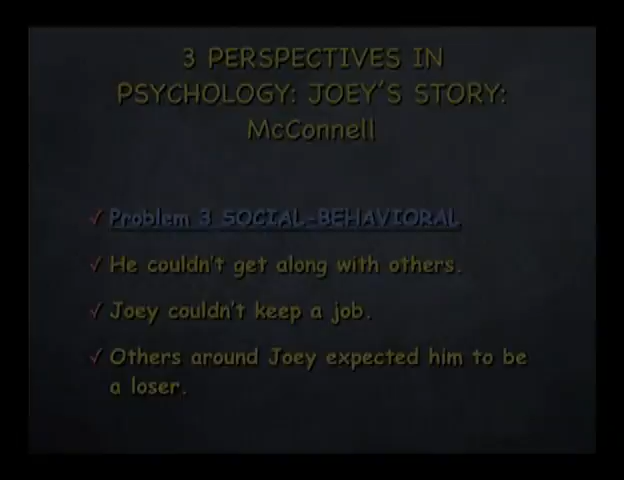 3 PERSPECTIVES IN
PSYCHOLOGY: JOEY'S STORY:
McConnell
✓ Problem 3 SOCIAL-BEHAVIORAL
✓ He couldn't get along with others.
✓ Joey couldn't keep a job.
✓ Others around Joey expected him to be
a loser.